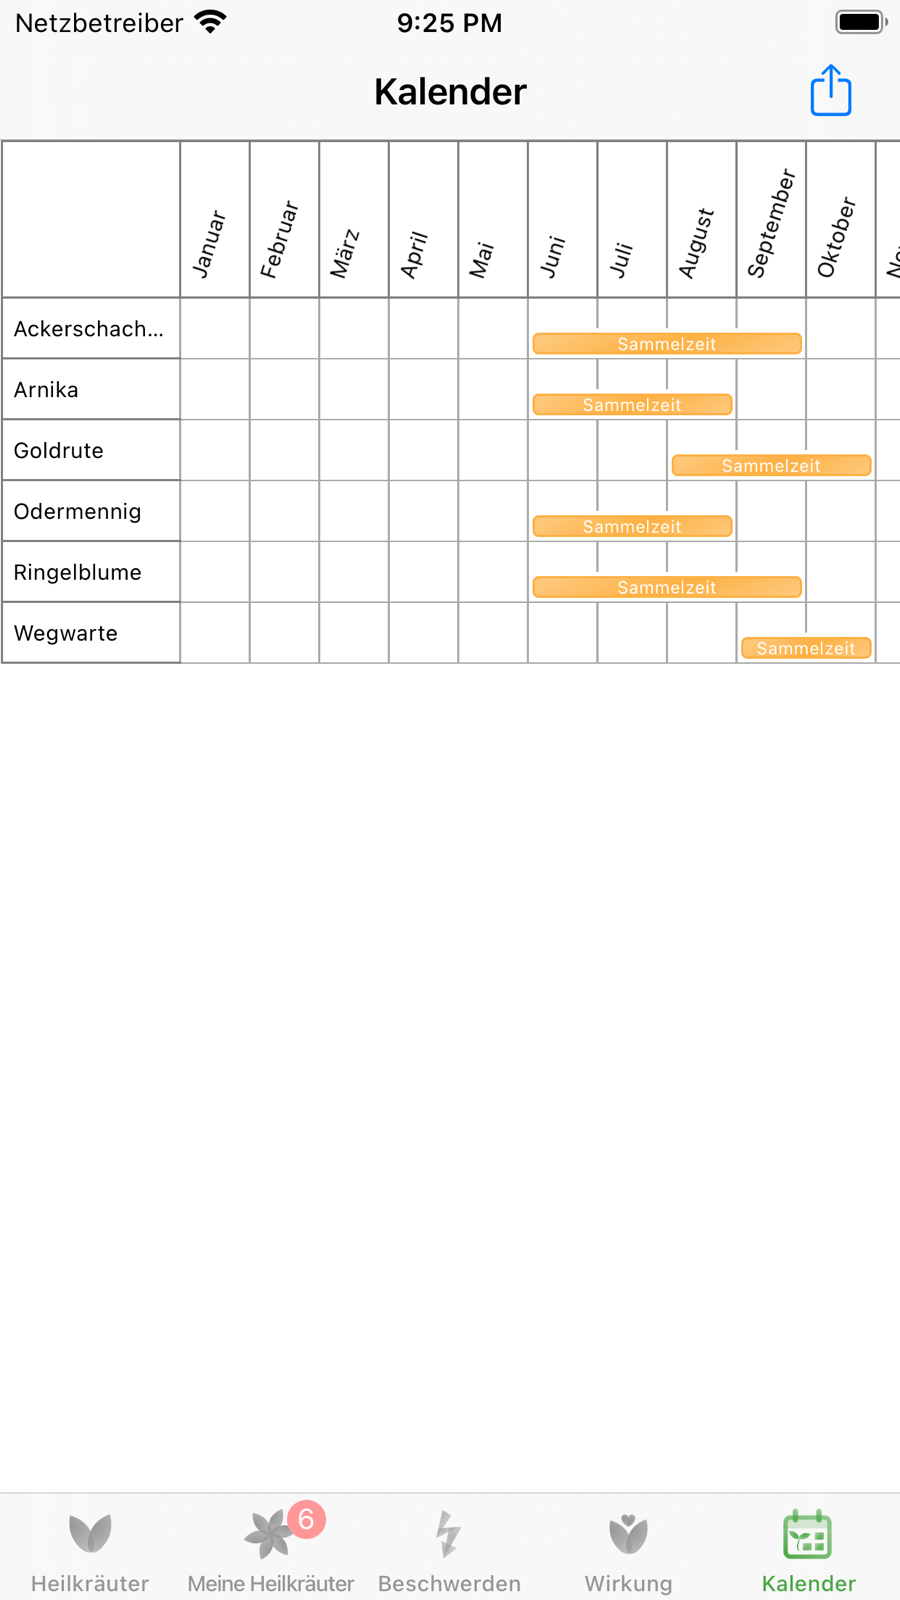 Netzbetreiber 9:25 PM
Kalender
Januar Februar März April Mai Juni Juli August September Oktober
Ackerschach...
Sammelzeit
Arnika
Sammelzeit
Goldrute
Sammelzeit
Odermennig
Sammelzeit
Ringelblume
Sammelzeit
Wegwarte
Sammelzeit
6
Heilkräuter Meine Heilkräuter Beschwerden Wirkung Kalender